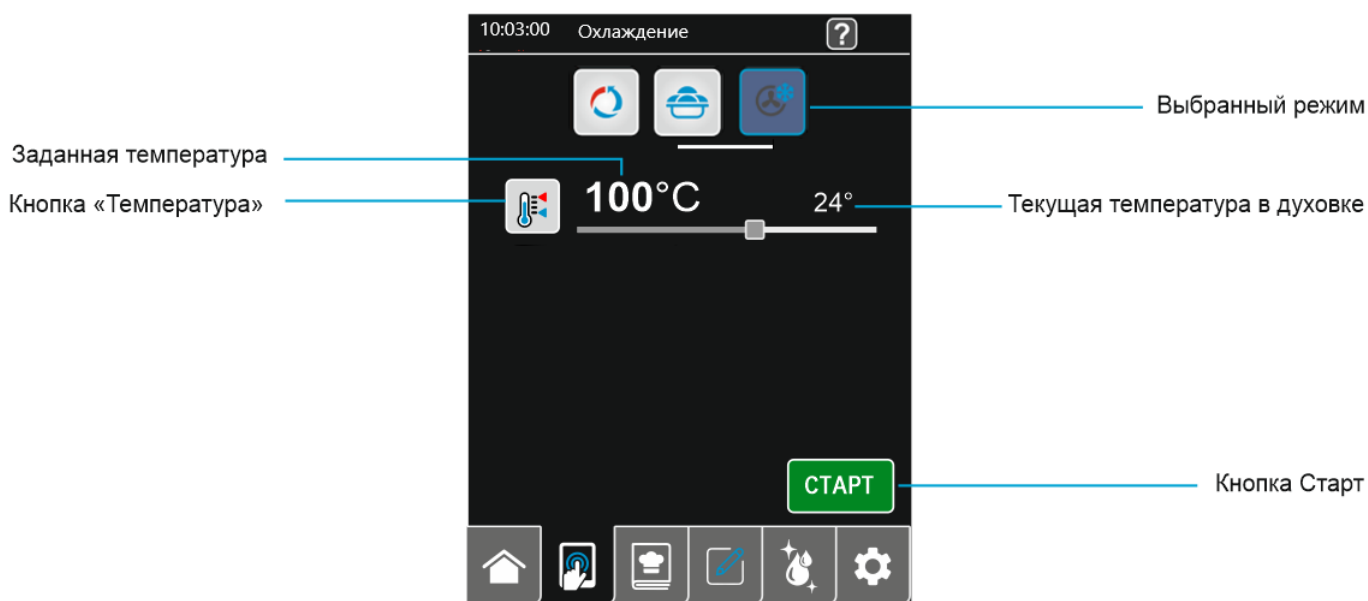 10:03:00 Охлаждение ?
Выбранный режим
Заданная температура
100°C
Кнопка «Температура»
24°
Текущая температура в духовке
СТАРТ
Кнопка Старт